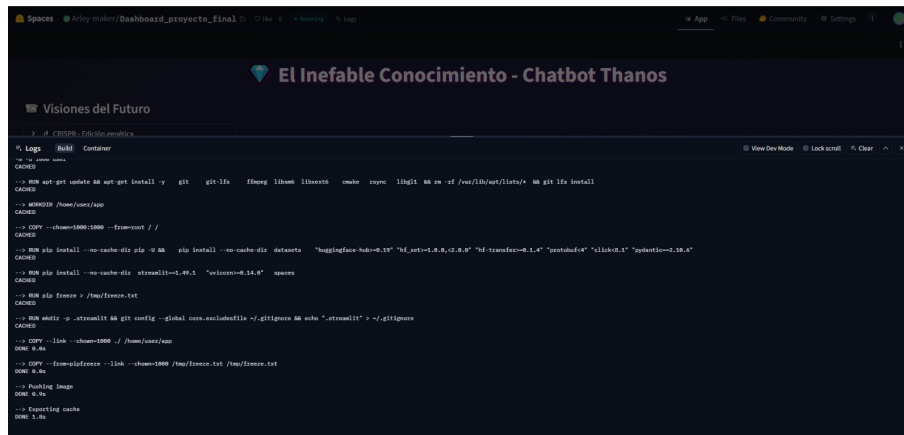 Spaces Arley-maker/Dashboard_proyecto_final like 0 Running Logs App Files Community Settings
💎 El Inefable Conocimiento - Chatbot Thanos
Visiones del Futuro
> CRISPR - Edición genética
Logs Build Container View Dev Mode Lock scroll Clear
-m -u 1000 user
CACHED
--> RUN apt-get update && apt-get install -y git git-lfs ffmpeg libsm6 libxext6 cmake rsync libgl1 && rm -rf /var/lib/apt/lists/* && git lfs install
CACHED
--> WORKDIR /home/user/app
CACHED
--> COPY --chown=1000:1000 --from=root / /
CACHED
--> RUN pip install --no-cache-dir pip -U && pip install --no-cache-dir datasets "huggingface-hub>=0.19" "hf_xet>=1.0.0,<2.0.0" "hf-transfer>=0.1.4" "protobuf<4" "click<8.1" "pydantic~=2.10.6"
CACHED
--> RUN pip install --no-cache-dir streamlit==1.49.1 "uvicorn>=0.14.0" spaces
CACHED
--> RUN pip freeze > /tmp/freeze.txt
CACHED
--> RUN mkdir -p .streamlit && git config --global core.excludesfile ~/.gitignore && echo ".streamlit" > ~/.gitignore
CACHED
--> COPY --link --chown=1000 ./ /home/user/app
DONE 0.0s
--> COPY --from=pipfreeze --link --chown=1000 /tmp/freeze.txt /tmp/freeze.txt
DONE 0.0s
--> Pushing image
DONE 0.9s
--> Exporting cache
DONE 1.8s